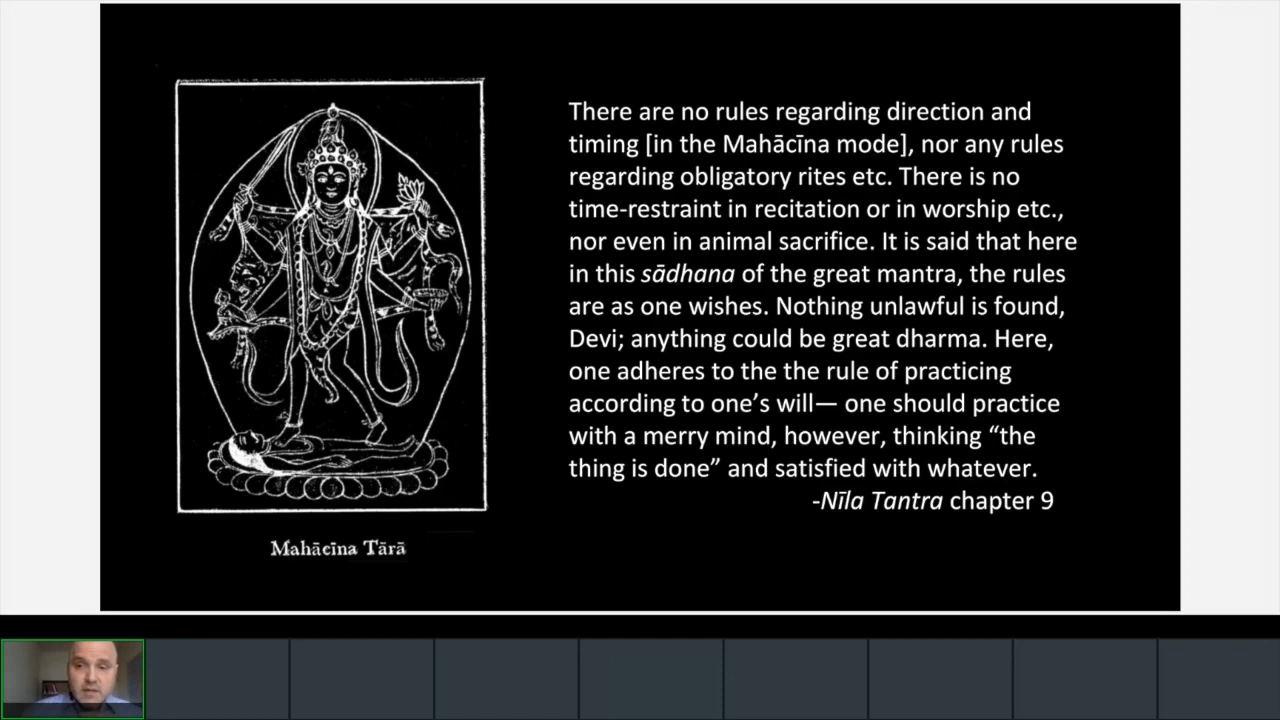 There are no rules regarding direction and
timing [in the Mahācīna mode], nor any rules
regarding obligatory rites etc. There is no
time-restraint in recitation or in worship etc.,
nor even in animal sacrifice. It is said that here
in this sādhana of the great mantra, the rules
are as one wishes. Nothing unlawful is found,
Devi; anything could be great dharma. Here,
one adheres to the the rule of practicing
according to one’s will— one should practice
with a merry mind, however, thinking “the
thing is done” and satisfied with whatever.
-Nīla Tantra chapter 9
Mahācīna Tārā